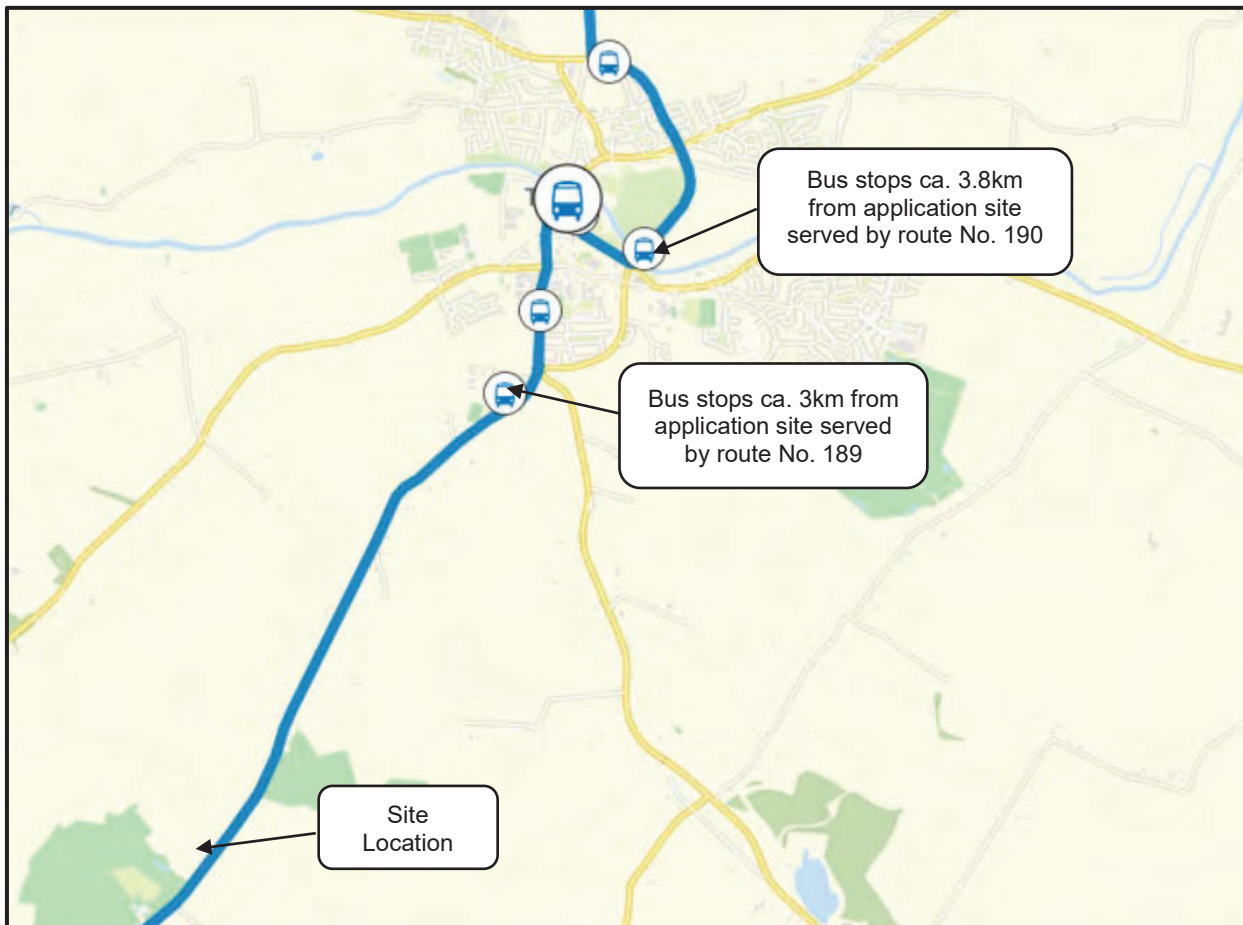 Bus stops ca. 3.8km
from application site
served by route No. 190
Bus stops ca. 3km from
application site served
by route No. 189
Site
Location